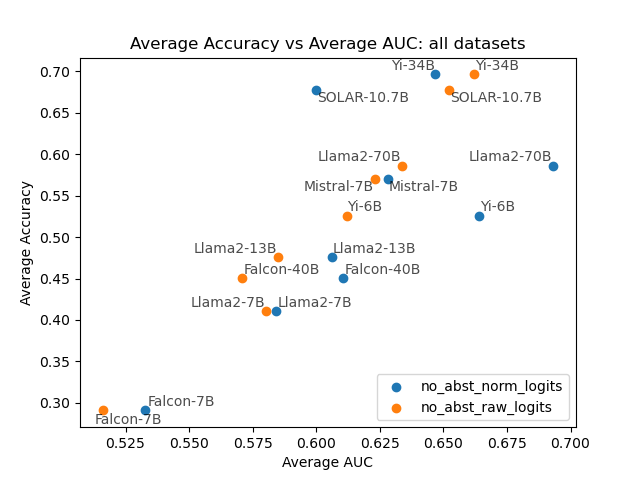 Average Accuracy vs Average AUC: all datasets
Average Accuracy
0.70
0.65
0.60
0.55
0.50
0.45
0.40
0.35
0.30
Yi-34B
Yi-34B
SOLAR-10.7B
SOLAR-10.7B
Llama2-70B
Llama2-70B
Mistral-7B
Mistral-7B
Yi-6B
Yi-6B
Llama2-13B
Llama2-13B
Falcon-40B
Falcon-40B
Llama2-7B
Llama2-7B
Falcon-7B
Falcon-7B
no_abst_norm_logits
no_abst_raw_logits
0.525
0.550
0.575
0.600
0.625
0.650
0.675
0.700
Average AUC